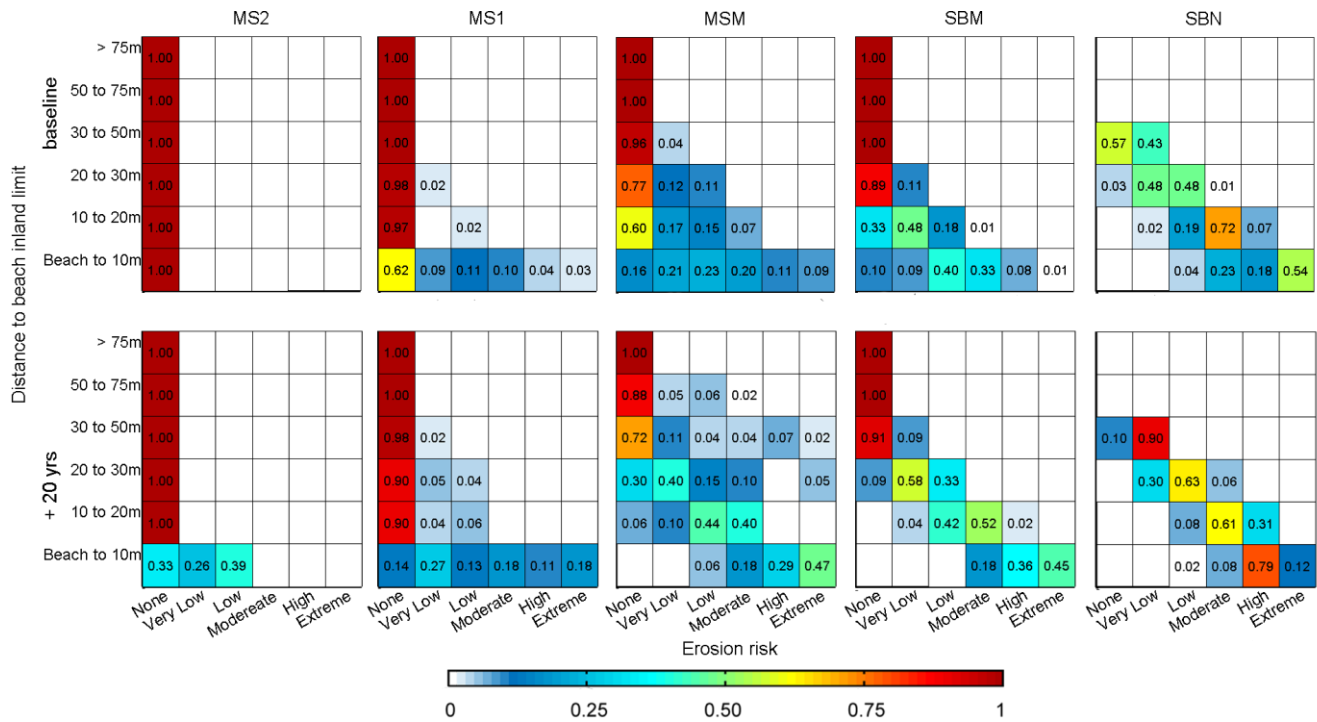 MS2 MS1 MSM SBM SBN
Distance to beach inland limit
baseline
> 75m 1.00 1.00 1.00 1.00
50 to 75m 1.00 1.00 1.00 1.00
30 to 50m 1.00 1.00 0.96 0.04 1.00 0.57 0.43
20 to 30m 1.00 0.98 0.02 0.77 0.12 0.11 0.89 0.11 0.03 0.48 0.48 0.01
10 to 20m 1.00 0.97 0.02 0.60 0.17 0.15 0.07 0.33 0.48 0.18 0.01 0.02 0.19 0.72 0.07
Beach to 10m 1.00 0.62 0.09 0.11 0.10 0.04 0.03 0.16 0.21 0.23 0.20 0.11 0.09 0.10 0.09 0.40 0.33 0.08 0.01 0.04 0.23 0.18 0.54
+ 20 yrs
> 75m 1.00 1.00 1.00 1.00
50 to 75m 1.00 1.00 0.88 0.05 0.06 0.02 1.00
30 to 50m 1.00 0.98 0.02 0.72 0.11 0.04 0.04 0.07 0.02 0.91 0.09 0.10 0.90
20 to 30m 1.00 0.90 0.05 0.04 0.30 0.40 0.15 0.10 0.05 0.09 0.58 0.33 0.30 0.63 0.06
10 to 20m 1.00 0.90 0.04 0.06 0.06 0.10 0.44 0.40 0.04 0.42 0.52 0.02 0.08 0.61 0.31
Beach to 10m 0.33 0.26 0.39 0.14 0.27 0.13 0.18 0.11 0.18 0.06 0.18 0.29 0.47 0.18 0.36 0.45 0.02 0.08 0.79 0.12
None Very Low Low Modereate High Extreme None Very Low Low Moderate High Extreme None Very Low Low Moderate High Extreme None Very Low Low Moderate High Extreme None Very Low Low Moderate High Extreme
Erosion risk
0 0.25 0.50 0.75 1